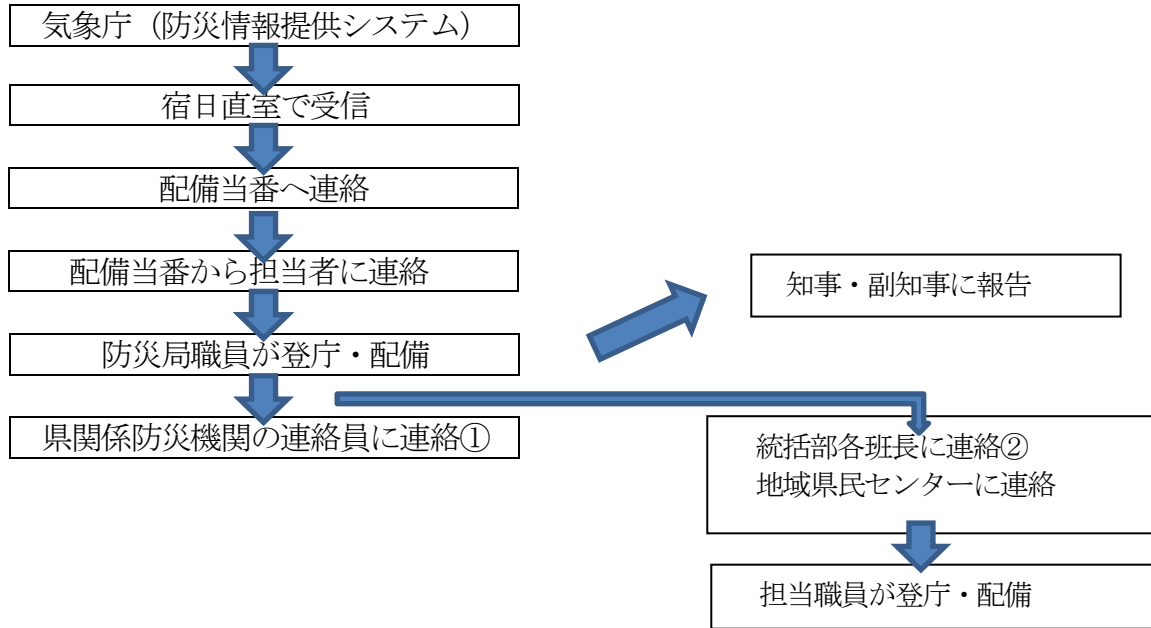 気象庁（防災情報提供システム）
宿日直室で受信
配備当番へ連絡
配備当番から担当者に連絡
防災局職員が登庁・配備
県関係防災機関の連絡員に連絡①
知事・副知事に報告
統括部各班長に連絡②
地域県民センターに連絡
担当職員が登庁・配備